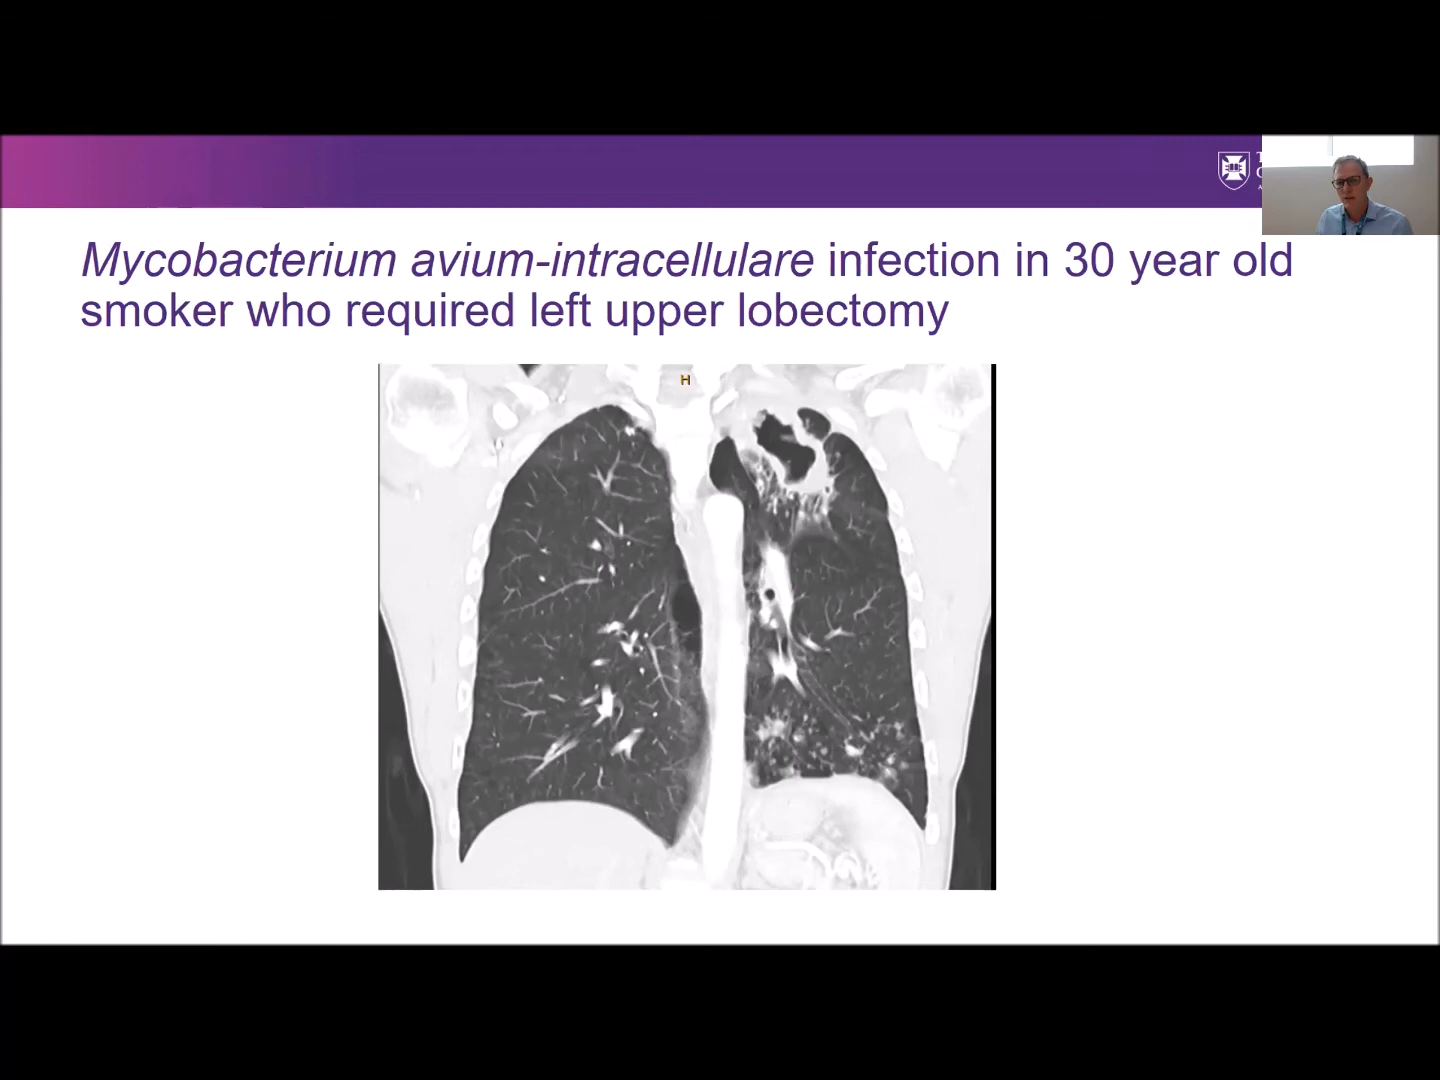 Mycobacterium avium-intracellulare infection in 30 year old
smoker who required left upper lobectomy
H